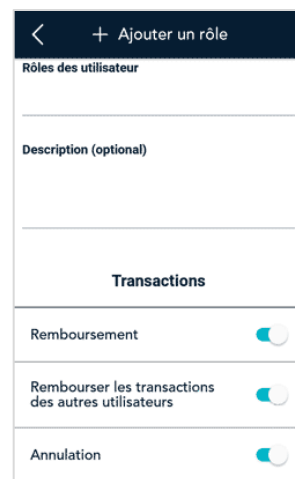 + Ajouter un rôle
Rôles des utilisateur
Description (optional)
Transactions
Remboursement
Rembourser les transactions
des autres utilisateurs
Annulation